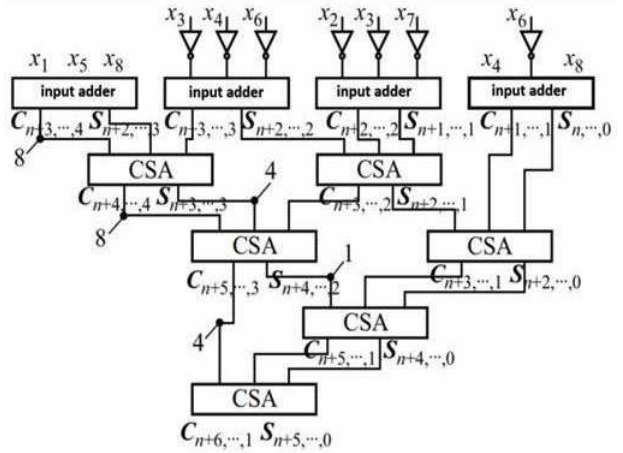 x₃ x₄ x₆ x₂ x₃ x₇ x₆
x₁ x₅ x₈ x₄ x₈
input adder input adder input adder input adder
Cₙ₊₃,···,₄ Sₙ₊₂,···,₃ Cₙ₊₃,···,₃ Sₙ₊₂,···,₂ Cₙ₊₂,···,₂ Sₙ₊₁,···,₁ Cₙ₊₁,···,₁ Sₙ,···,₀
8 CSA 4 CSA
Cₙ₊₄,···,₄ Sₙ₊₃,···,₃ Cₙ₊₃,···,₂ Sₙ₊₂,···,₁
8 CSA 1 CSA
Cₙ₊₅,···,₃ Sₙ₊₄,···,₂ Cₙ₊₃,···,₁ Sₙ₊₂,···,₀
4 CSA
Cₙ₊₅,···,₁ Sₙ₊₄,···,₀
CSA
Cₙ₊₆,···,₁ Sₙ₊₅,···,₀